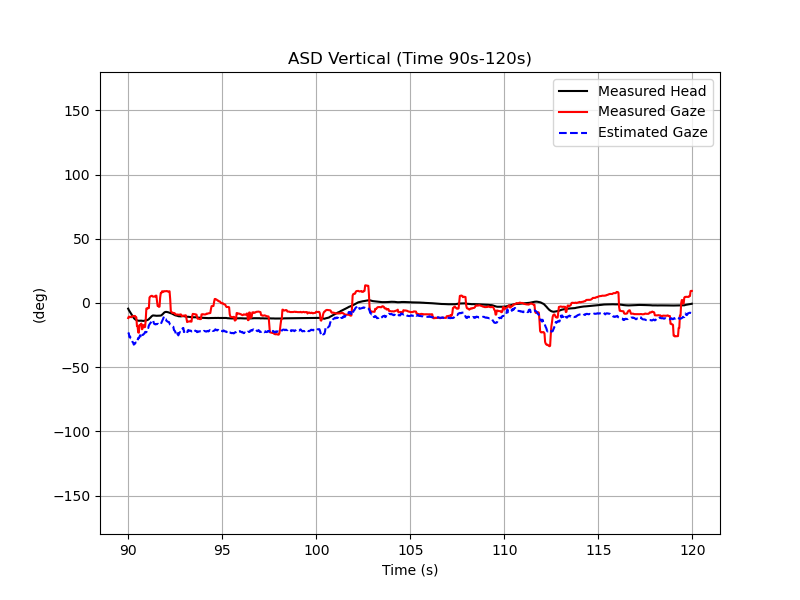 ASD Vertical (Time 90s-120s)
Measured Head
Measured Gaze
Estimated Gaze
150
100
50
0
−50
−100
−150
(deg)
90 95 100 105 110 115 120
Time (s)